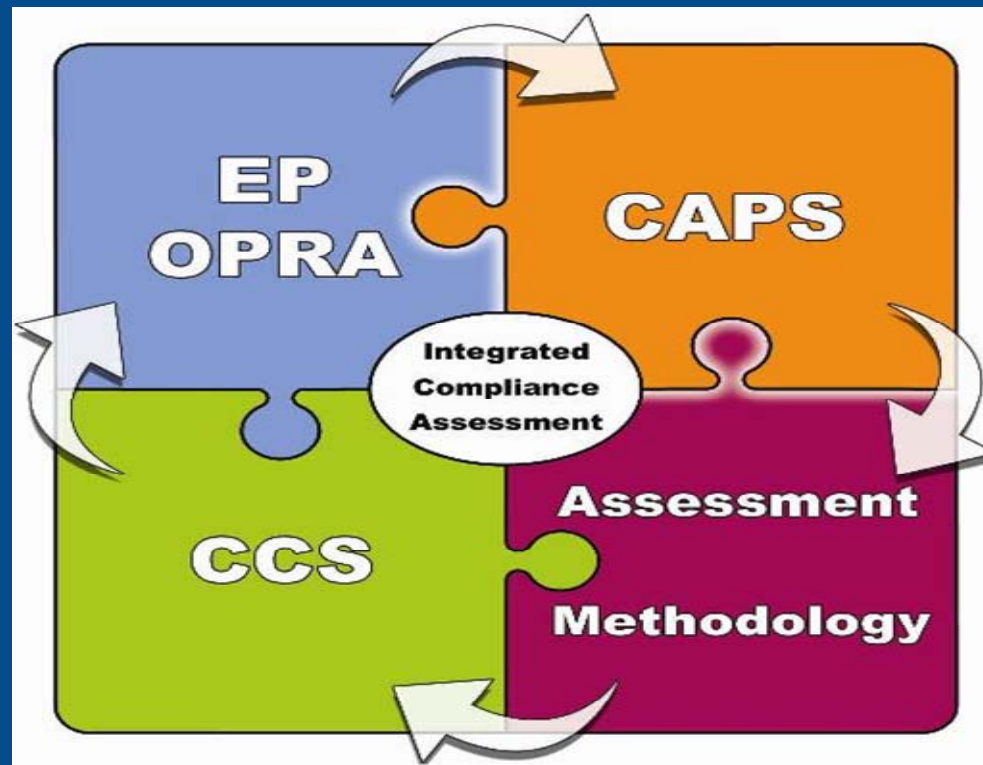 EP
OPRA
CAPS
Integrated
Compliance
Assessment
CCS
Assessment
Methodology